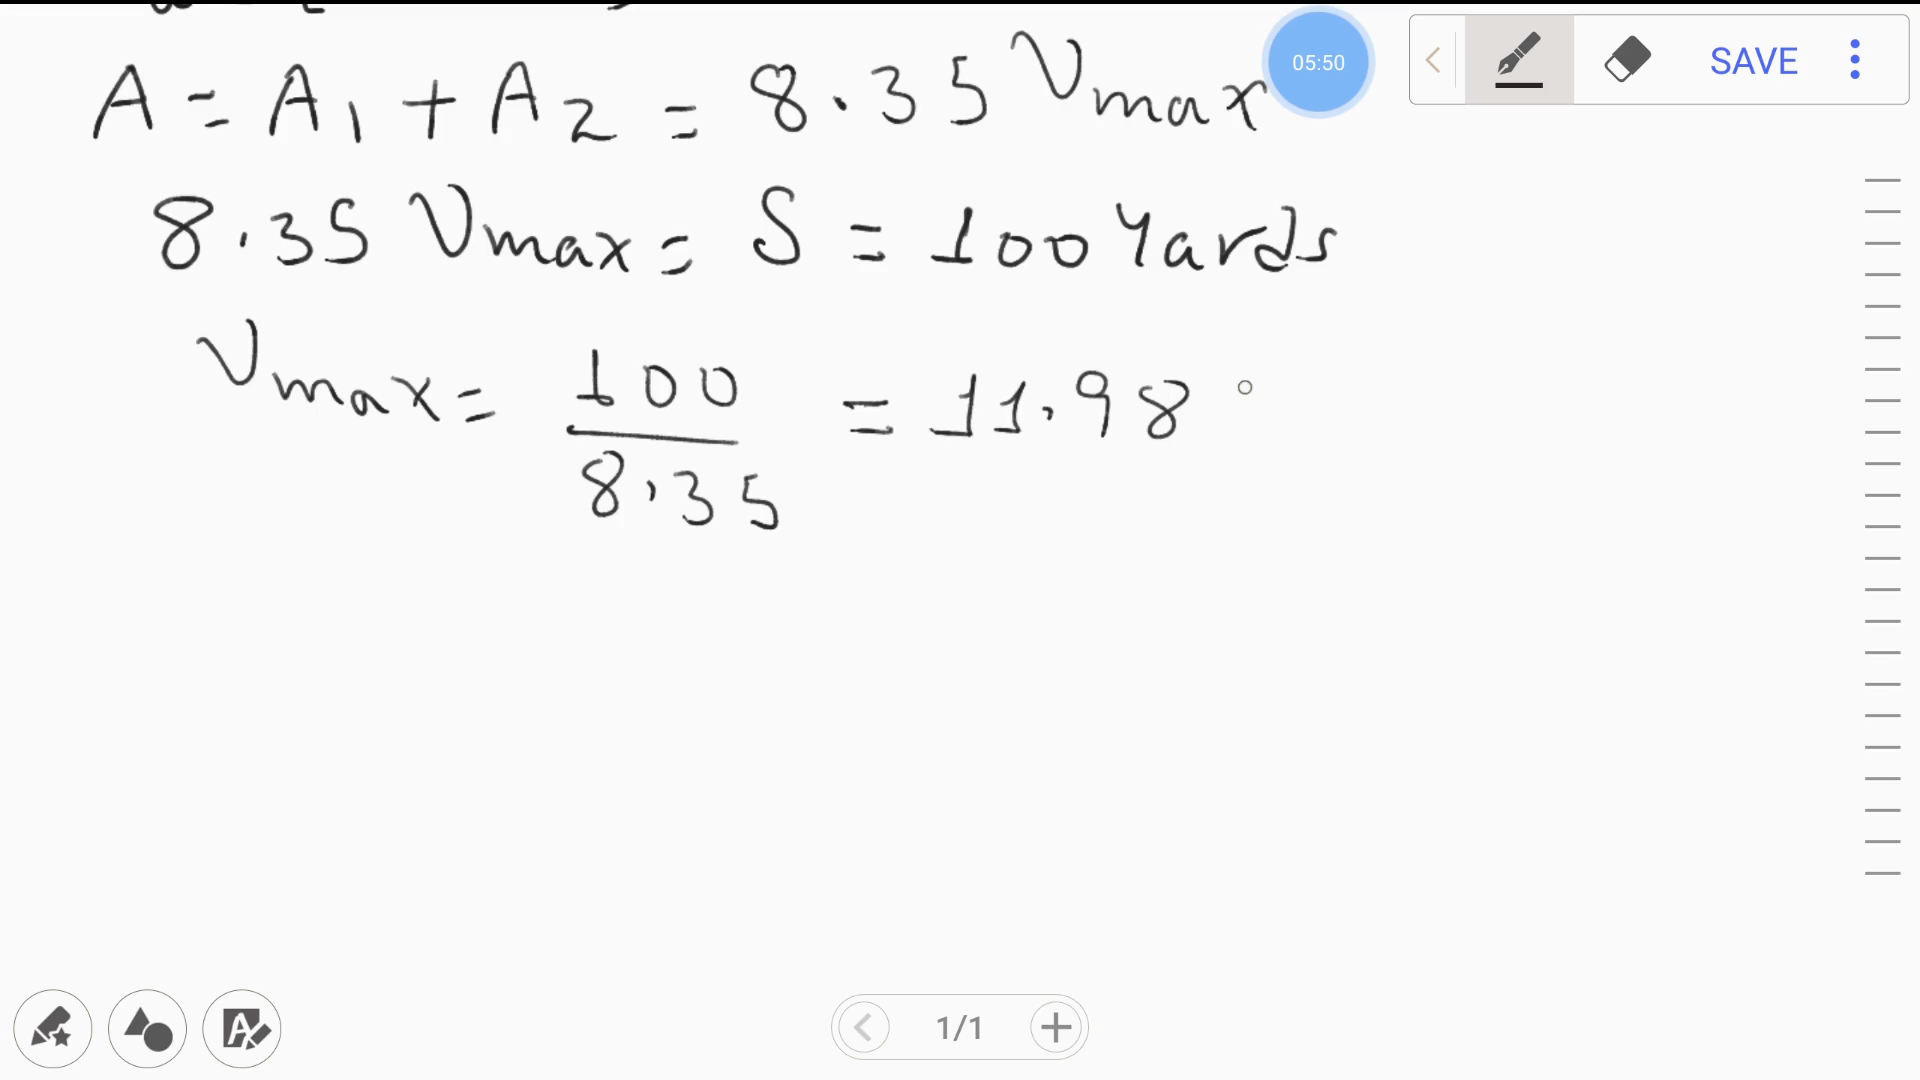 A = A1 + A2 = 8.35 Vmax
05:50
SAVE
8.35 Vmax = S = 100 Yards
Vmax = 100/8.35 = 11.98
1/1